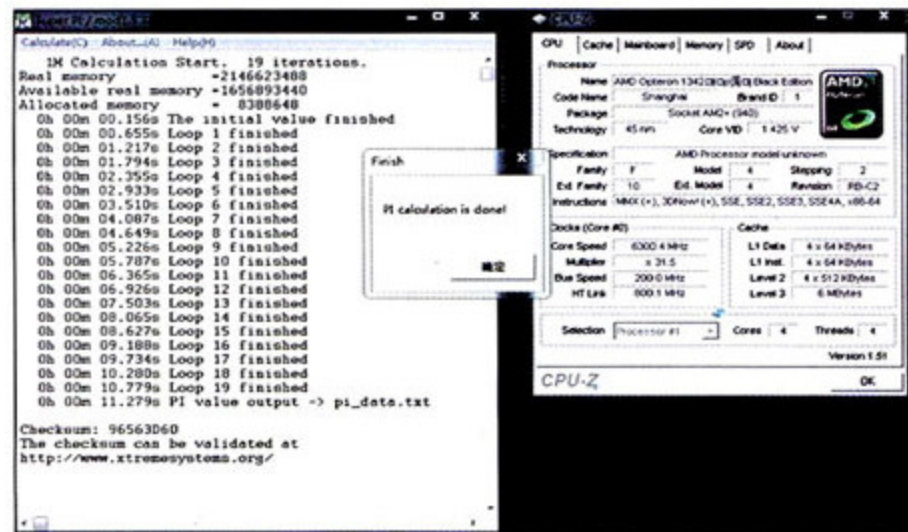 Calculate(C) About...(A) Help(H)
1M Calculation Start. 19 iterations.
Real memory =2146623488
Available real memory =1656893440
Allocated memory = 8388648
0h 00m 00.156s The initial value finished
0h 00m 00.655s Loop 1 finished
0h 00m 01.217s Loop 2 finished
0h 00m 01.794s Loop 3 finished
0h 00m 02.355s Loop 4 finished
0h 00m 02.933s Loop 5 finished
0h 00m 03.510s Loop 6 finished
0h 00m 04.087s Loop 7 finished
0h 00m 04.649s Loop 8 finished
0h 00m 05.226s Loop 9 finished
0h 00m 05.787s Loop 10 finished
0h 00m 06.365s Loop 11 finished
0h 00m 06.926s Loop 12 finished
0h 00m 07.503s Loop 13 finished
0h 00m 08.065s Loop 14 finished
0h 00m 08.627s Loop 15 finished
0h 00m 09.188s Loop 16 finished
0h 00m 09.734s Loop 17 finished
0h 00m 10.280s Loop 18 finished
0h 00m 10.779s Loop 19 finished
0h 00m 11.279s PI value output -> pi_data.txt
Checksum: 96563D60
The checksum can be validated at
http://www.xtremesystems.org/
Finish
PI calculation is done!
確定
CPU-Z
CPU Cache Mainboard Memory SPD About
Processor
Name AMD Opteron Black Edition
AMD
Code Name Shanghai Brand ID 1
Package Socket AM2+ (940)
Technology 45 nm Core VID 1.425 V
Specification AMD Processor model unknown
Family F Model 4 Stepping 2
Ext. Family 10 Ext. Model 4 Revision RB-C2
Instructions MMX (+), 3DNow! (+), SSE, SSE2, SSE3, SSE4A, x86-64
Clocks (Core #0)
Core Speed 6300.4 MHz
Multiplier x 31.5
Bus Speed 200.0 MHz
HT Link 800.1 MHz
Cache
L1 Data 4 x 64 KBytes
L1 Inst. 4 x 64 KBytes
Level 2 4 x 512 KBytes
Level 3 6 MBytes
Selection Processor #1 Cores 4 Threads 4
Version 1.51
CPU-Z
OK